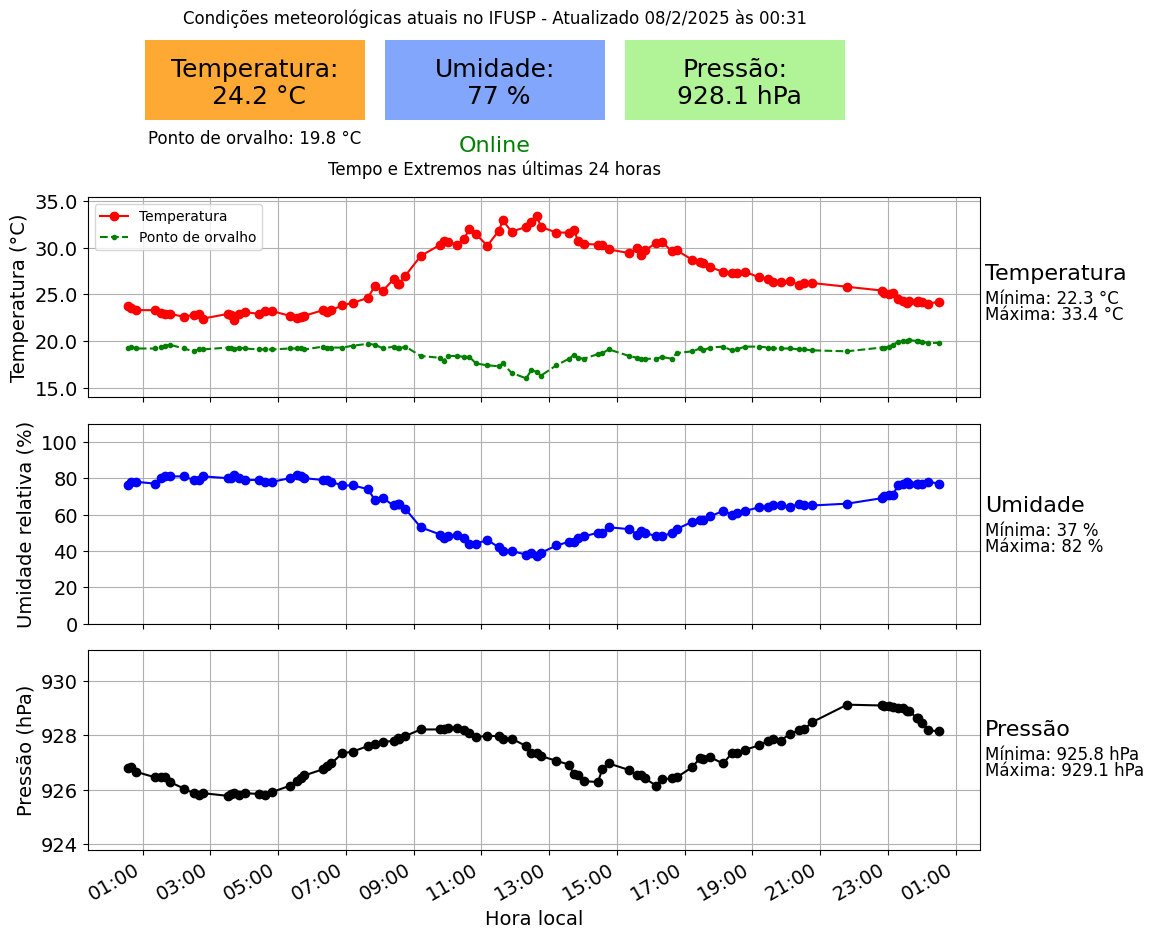 Condições meteorológicas atuais no IFUSP - Atualizado 08/2/2025 às 00:31
Temperatura:
24.2 °C
Umidade:
77 %
Pressão:
928.1 hPa
Ponto de orvalho: 19.8 °C
Online
Tempo e Extremos nas últimas 24 horas
Temperatura (°C)
35.0
30.0
25.0
20.0
15.0
Temperatura
Ponto de orvalho
Temperatura
Mínima: 22.3 °C
Máxima: 33.4 °C
Umidade relativa (%)
100
80
60
40
20
0
Umidade
Mínima: 37 %
Máxima: 82 %
Pressão (hPa)
930
928
926
924
Pressão
Mínima: 925.8 hPa
Máxima: 929.1 hPa
01:00
03:00
05:00
07:00
09:00
11:00
13:00
15:00
17:00
19:00
21:00
23:00
01:00
Hora local